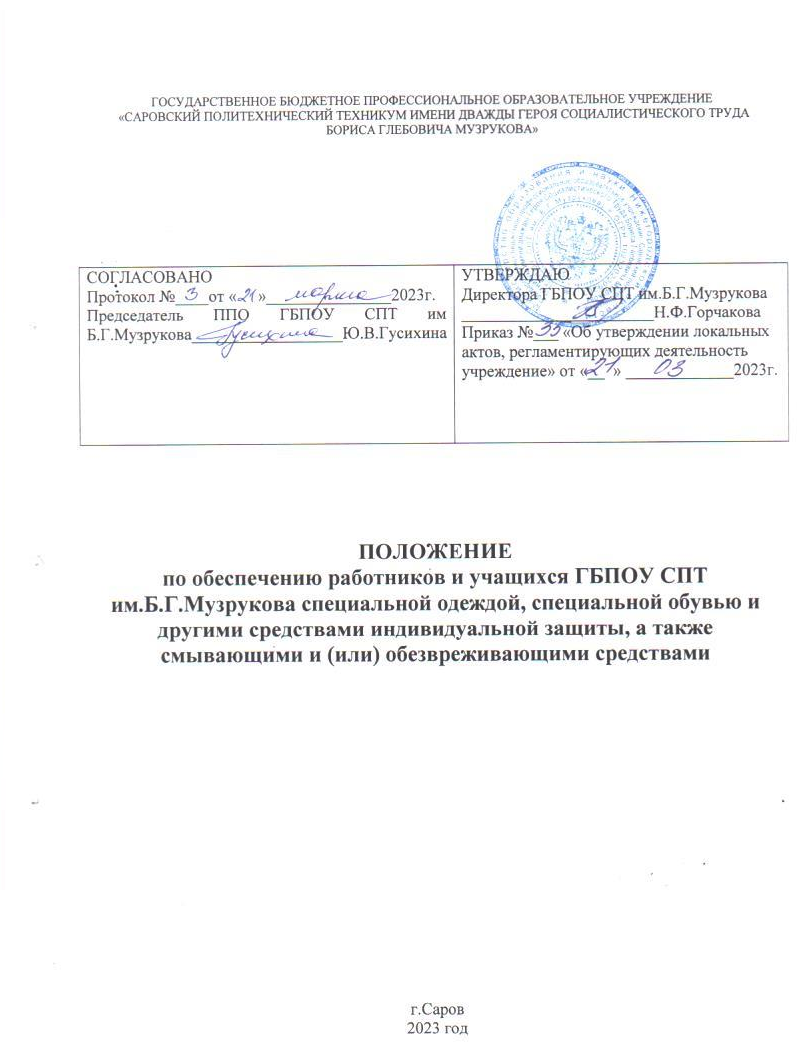 ГОСУДАРСТВЕННОЕ БЮДЖЕТНОЕ ПРОФЕССИОНАЛЬНОЕ ОБРАЗОВАТЕЛЬНОЕ УЧРЕЖДЕНИЕ
«САРОВСКИЙ ПОЛИТЕХНИЧЕСКИЙ ТЕХНИКУМ ИМЕНИ ДВАЖДЫ ГЕРОЯ СОЦИАЛИСТИЧЕСКОГО ТРУДА
БОРИСА ГЛЕБОВИЧА МУЗРУКОВА»
СОГЛАСОВАНО
Протокол № 3 от «21» марта 2023г.
Председатель ППО ГБПОУ СПТ им
Б.Г.Музрукова Гусихина Ю.В.Гусихина
УТВЕРЖДАЮ
Директора ГБПОУ СПТ им.Б.Г.Музрукова
Н.Ф.Горчакова
Приказ № 33 «Об утверждении локальных
актов, регламентирующих деятельность
учреждение» от «21» 03 2023г.
ПОЛОЖЕНИЕ
по обеспечению работников и учащихся ГБПОУ СПТ
им.Б.Г.Музрукова специальной одеждой, специальной обувью и
другими средствами индивидуальной защиты, а также
смывающими и (или) обезвреживающими средствами
г.Саров
2023 год